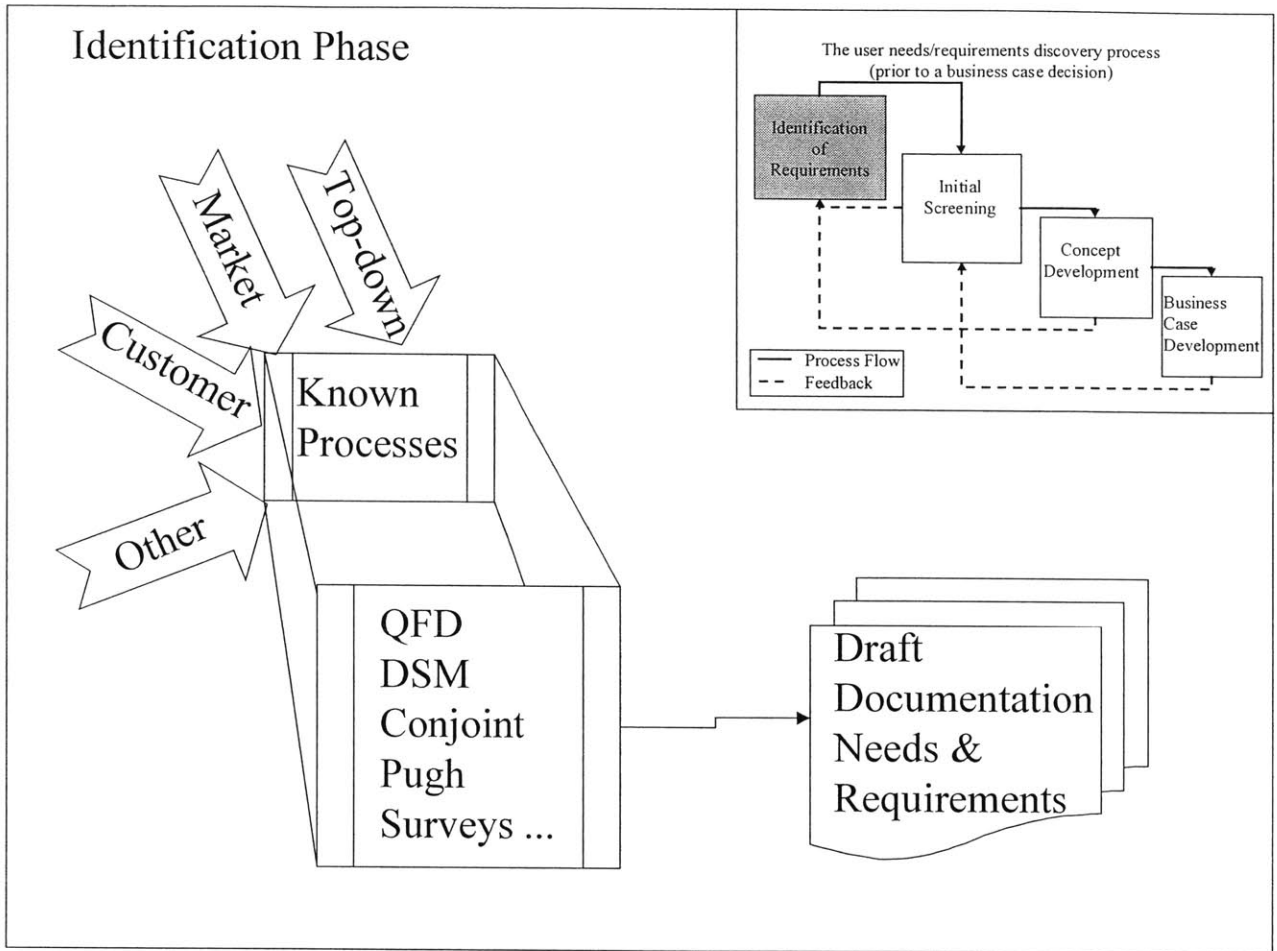 Identification Phase
The user needs/requirements discovery process
(prior to a business case decision)
Identification
of
Requirements
Initial
Screening
Concept
Development
Business
Case
Development
Process Flow
Feedback
Market
Top-down
Customer
Other
Known
Processes
QFD
DSM
Conjoint
Pugh
Surveys ...
Draft
Documentation
Needs &
Requirements